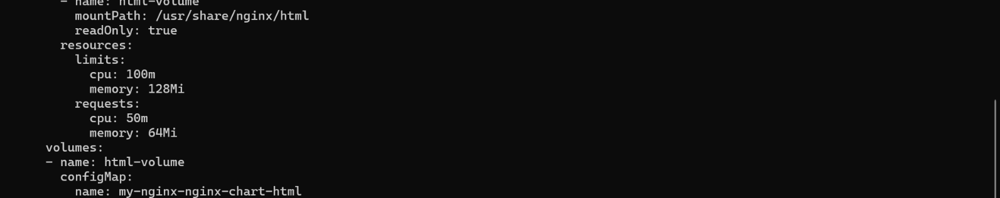 - name: html-volume
mountPath: /usr/share/nginx/html
readOnly: true
resources:
limits:
cpu: 100m
memory: 128Mi
requests:
cpu: 50m
memory: 64Mi
volumes:
- name: html-volume
configMap:
name: my-nginx-nginx-chart-html